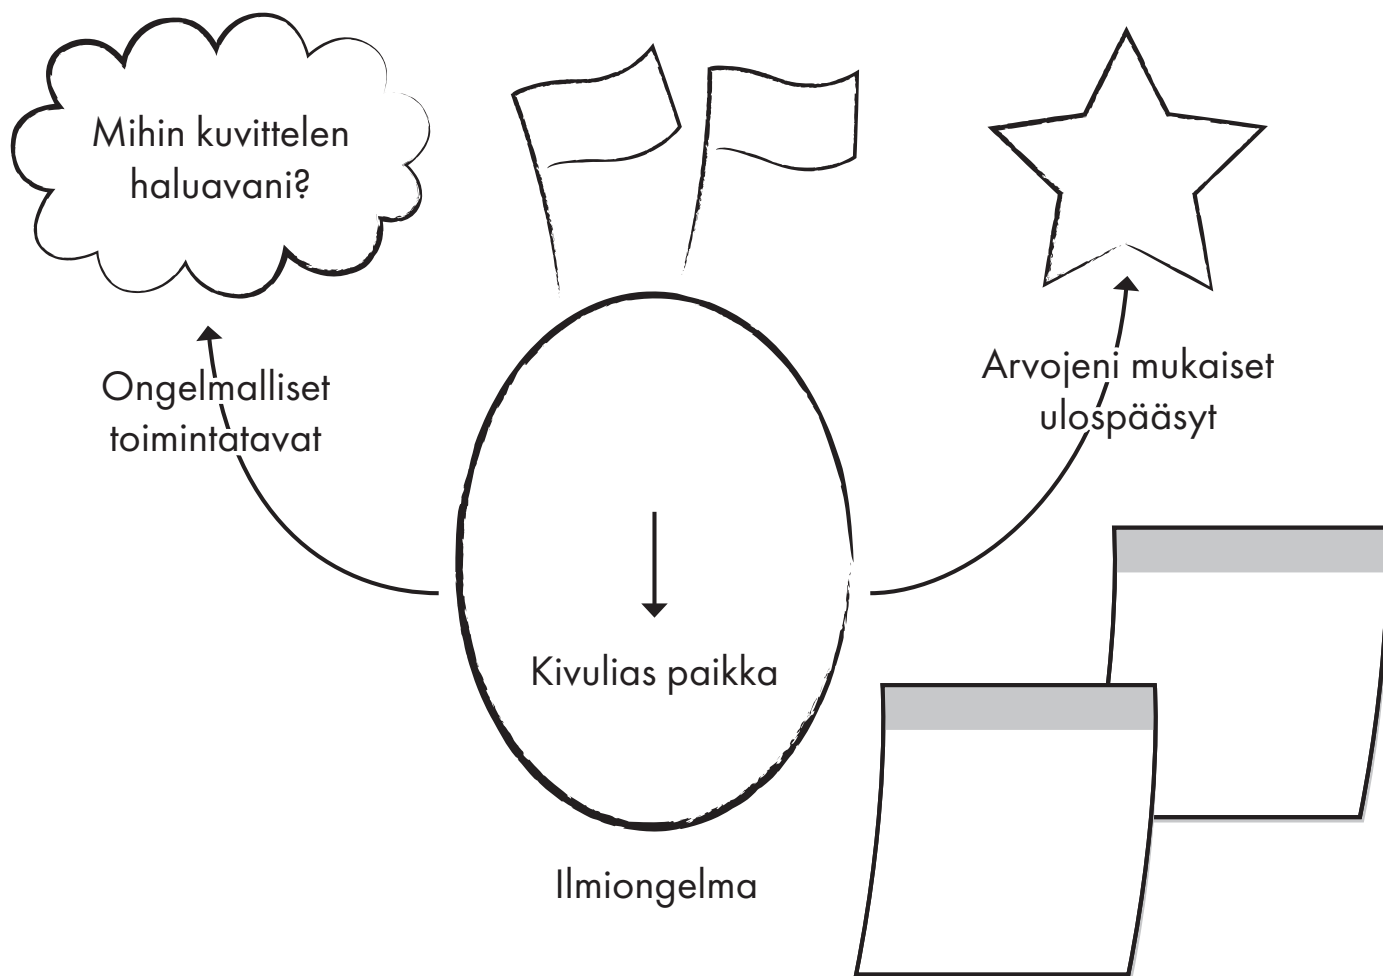 Mihin kuvittelen
haluavani?
Ongelmalliset
toimintatavat
Arvojeni mukaiset
ulospääsyt
Kivulias paikka
Ilmiongelma